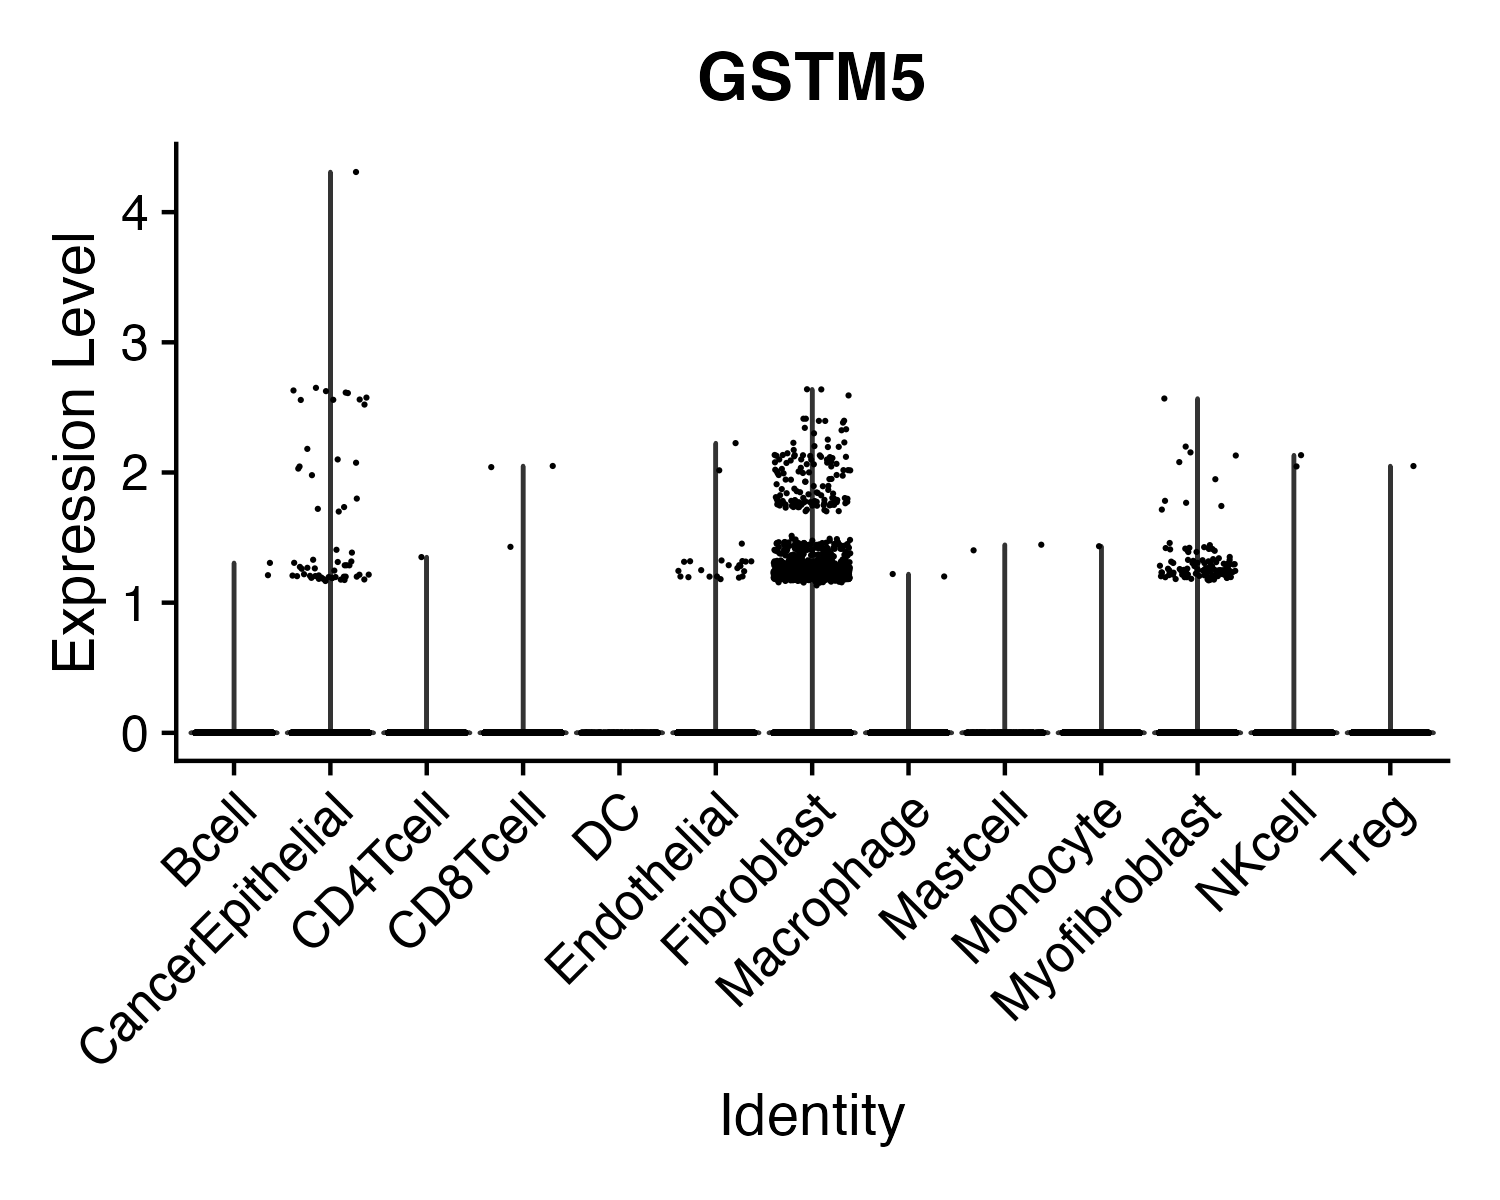 GSTM5
Expression Level
4
3
2
1
0
Bcell
CancerEpithelial
CD4Tcell
CD8Tcell
DC
Endothelial
Fibroblast
Macrophage
Mastcell
Monocyte
Myofibroblast
NKcell
Treg
Identity